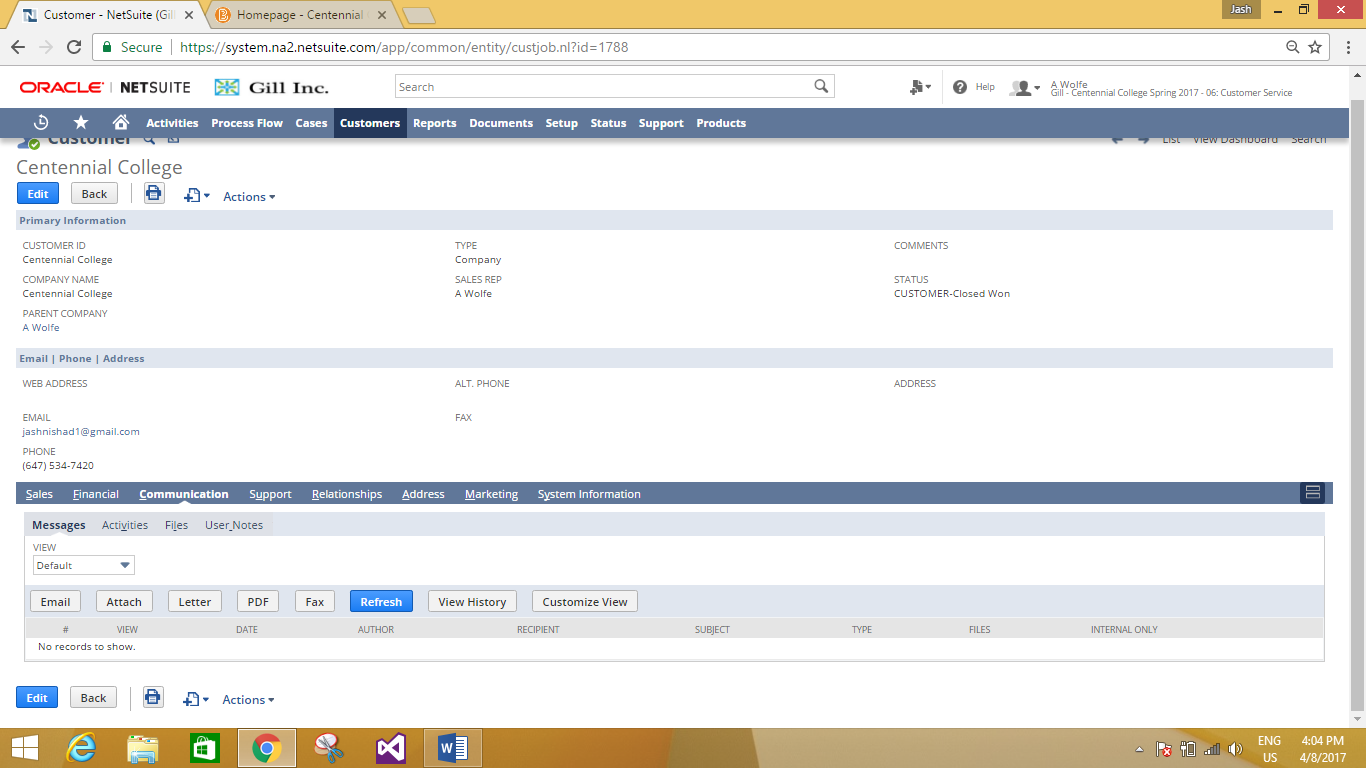 Customer - NetSuite (Gil
Homepage - Centennial
Jash
Secure | https://system.na2.netsuite.com/app/common/entity/custjob.nl?id=1788
ORACLE | NETSUITE Gill Inc. Search Help A Wolfe
Gill - Centennial College Spring 2017 - 06: Customer Service
Activities Process Flow Cases Customers Reports Documents Setup Status Support Products
Customer List View Dashboard Search
Centennial College
Edit Back Actions
Primary Information
CUSTOMER ID TYPE COMMENTS
Centennial College Company
COMPANY NAME SALES REP STATUS
Centennial College A Wolfe CUSTOMER-Closed Won
PARENT COMPANY
A Wolfe
Email | Phone | Address
WEB ADDRESS ALT. PHONE ADDRESS
EMAIL FAX
jashnishad1@gmail.com
PHONE
(647) 534-7420
Sales Financial Communication Support Relationships Address Marketing System Information
Messages Activities Files User Notes
VIEW
Default
Email Attach Letter PDF Fax Refresh View History Customize View
# VIEW DATE AUTHOR RECIPIENT SUBJECT TYPE FILES INTERNAL ONLY
No records to show.
Edit Back Actions
ENG 4:04 PM
US 4/8/2017